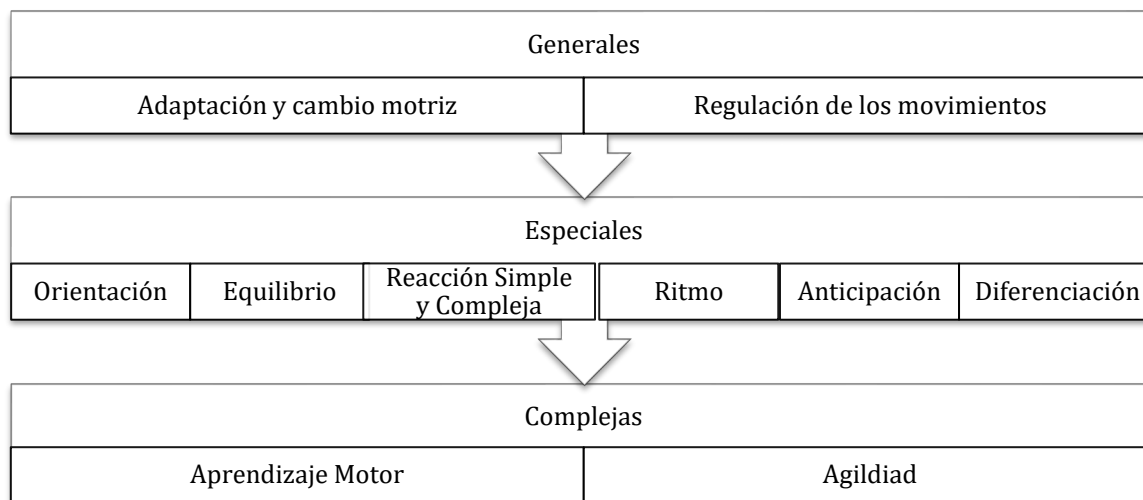 Generales
Adaptación y cambio motriz
Regulación de los movimientos
Especiales
Orientación
Equilibrio
Reacción Simple
y Compleja
Ritmo
Anticipación
Diferenciación
Complejas
Aprendizaje Motor
Agildiad